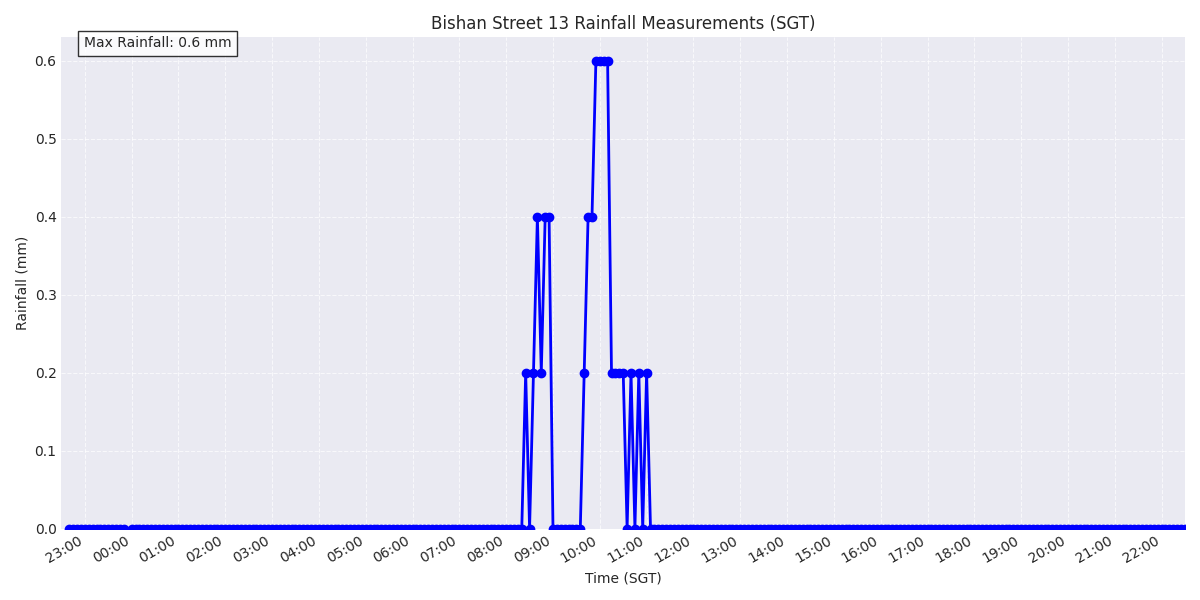 Bishan Street 13 Rainfall Measurements (SGT)
Max Rainfall: 0.6 mm
0.6
0.5
0.4
0.3
0.2
0.1
0.0
Rainfall (mm)
23:00 00:00 01:00 02:00 03:00 04:00 05:00 06:00 07:00 08:00 09:00 10:00 11:00 12:00 13:00 14:00 15:00 16:00 17:00 18:00 19:00 20:00 21:00 22:00
Time (SGT)